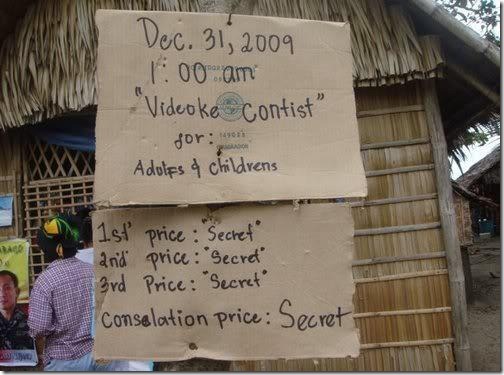 Dec. 31, 2009
1:00 am
"Videoke Contist"
for:
Adults & childrens
1st price: "Secret"
2nd price: "Secret"
3rd Price: "Secret"
Conselation price: Secret